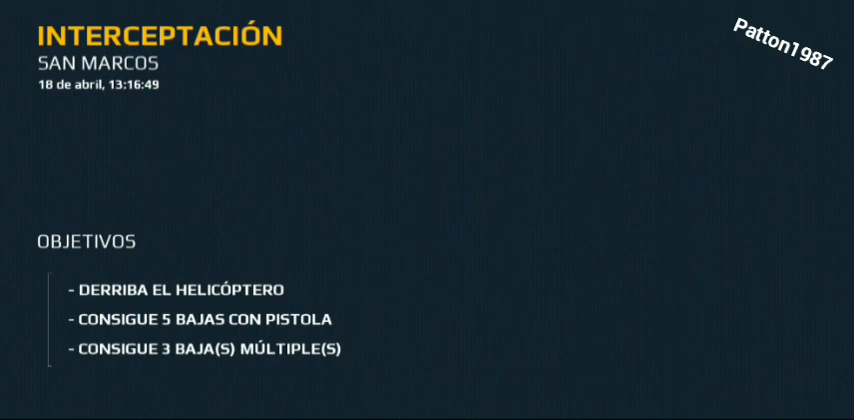 INTERCEPTACIÓN
SAN MARCOS
18 de abril, 13:16:49
Patton1987
OBJETIVOS
- DERRIBA EL HELICÓPTERO
- CONSIGUE 5 BAJAS CON PISTOLA
- CONSIGUE 3 BAJA(S) MÚLTIPLE(S)